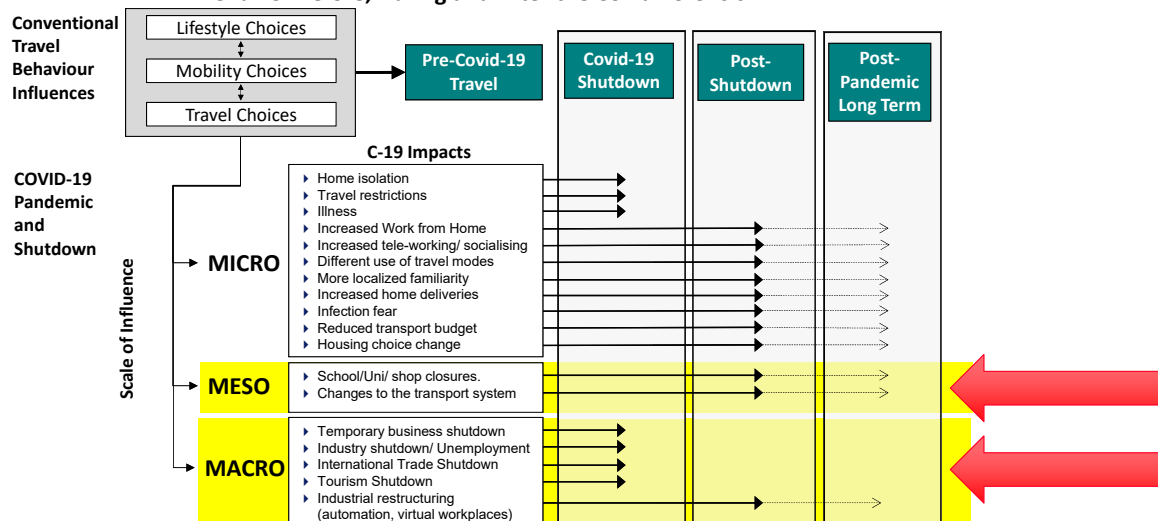 Conventional
Travel
Behaviour
Influences
Lifestyle Choices
Mobility Choices
Travel Choices
Pre-Covid-19
Travel
Covid-19
Shutdown
Post-
Shutdown
Post-
Pandemic
Long Term
COVID-19
Pandemic
and
Shutdown
Scale of Influence
C-19 Impacts
MICRO
Home isolation
Travel restrictions
Illness
Increased Work from Home
Increased tele-working/ socialising
Different use of travel modes
More localized familiarity
Increased home deliveries
Infection fear
Reduced transport budget
Housing choice change
MESO
School/Uni/ shop closures.
Changes to the transport system
MACRO
Temporary business shutdown
Industry shutdown/ Unemployment
International Trade Shutdown
Tourism Shutdown
Industrial restructuring
(automation, virtual workplaces)